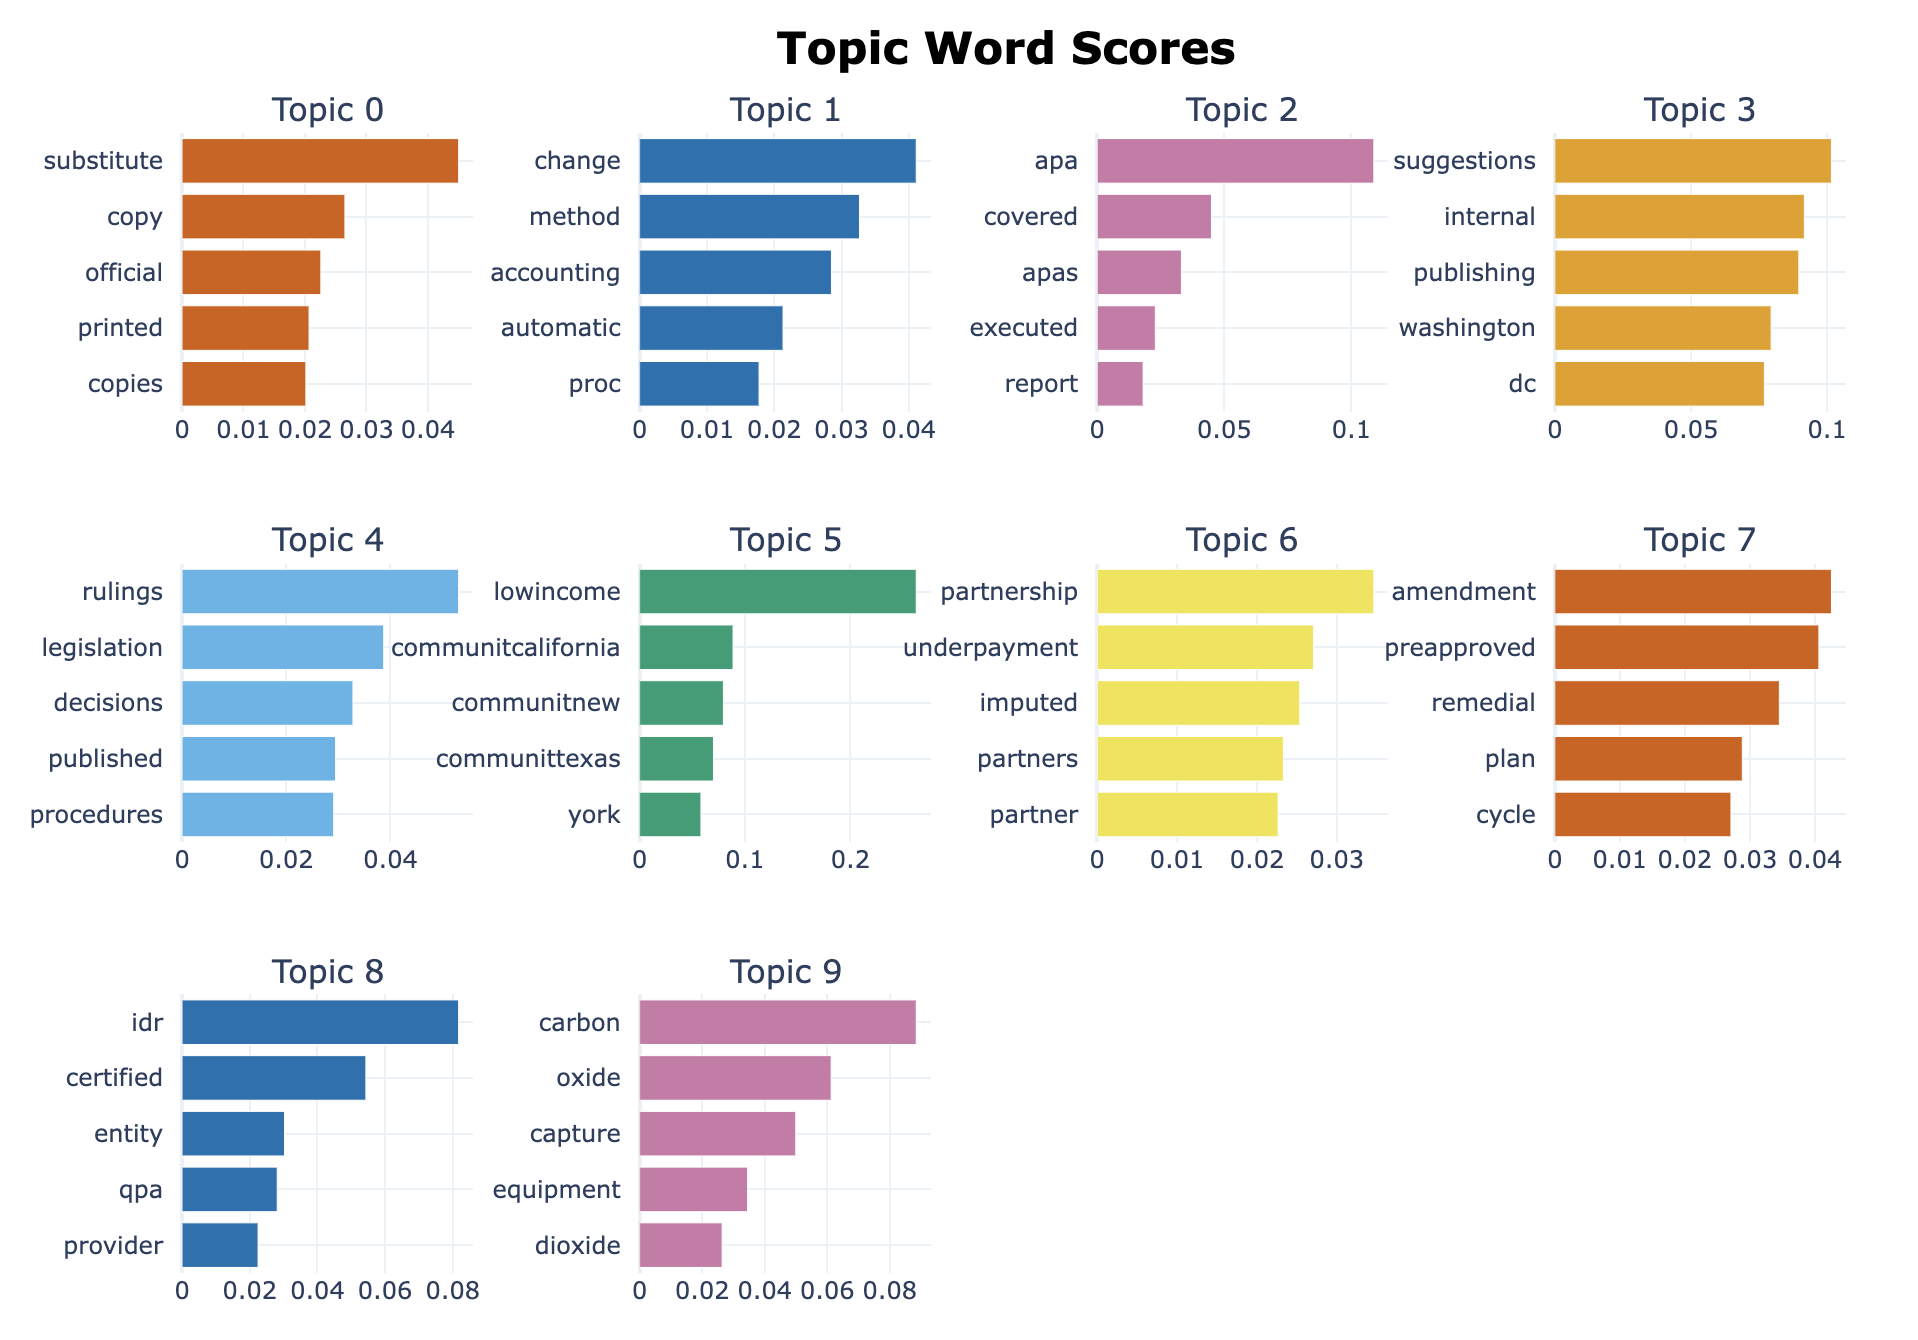 Topic Word Scores
Topic 0
substitute
copy
official
printed
copies
0 0.01 0.02 0.03 0.04
Topic 1
change
method
accounting
automatic
proc
0 0.01 0.02 0.03 0.04
Topic 2
apa
covered
apas
executed
report
0 0.05 0.1
Topic 3
suggestions
internal
publishing
washington
dc
0 0.05 0.1
Topic 4
rulings
legislation
decisions
published
procedures
0 0.02 0.04
Topic 5
lowincome
communitcalifornia
communitnew
communittexas
york
0 0.1 0.2
Topic 6
partnership
underpayment
imputed
partners
partner
0 0.01 0.02 0.03
Topic 7
amendment
preapproved
remedial
plan
cycle
0 0.01 0.02 0.03 0.04
Topic 8
idr
certified
entity
qpa
provider
0 0.02 0.04 0.06 0.08
Topic 9
carbon
oxide
capture
equipment
dioxide
0 0.02 0.04 0.06 0.08